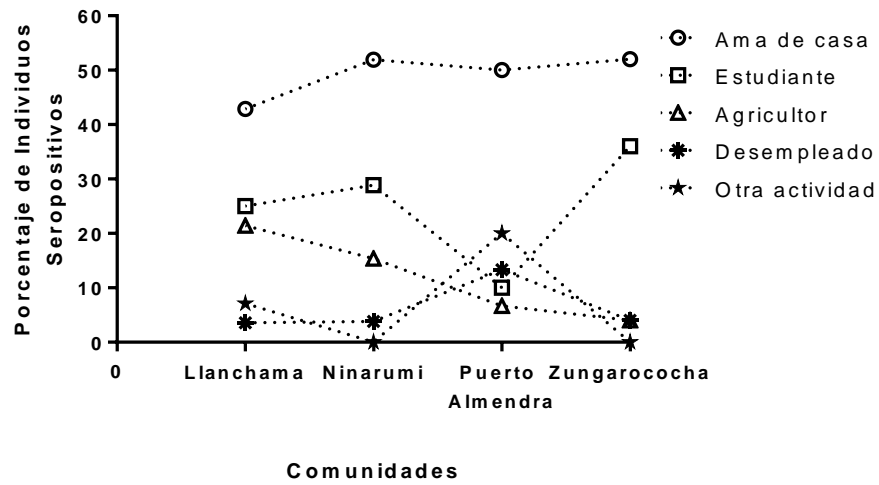 60
50
40
30
20
10
0
Porcentaje de Individuos
Seropositivos
Ama de casa
Estudiante
Agricultor
Desempleado
Otra actividad
0 Llanchama Ninarumi Puerto Zungarococha
Almendra
Comunidades